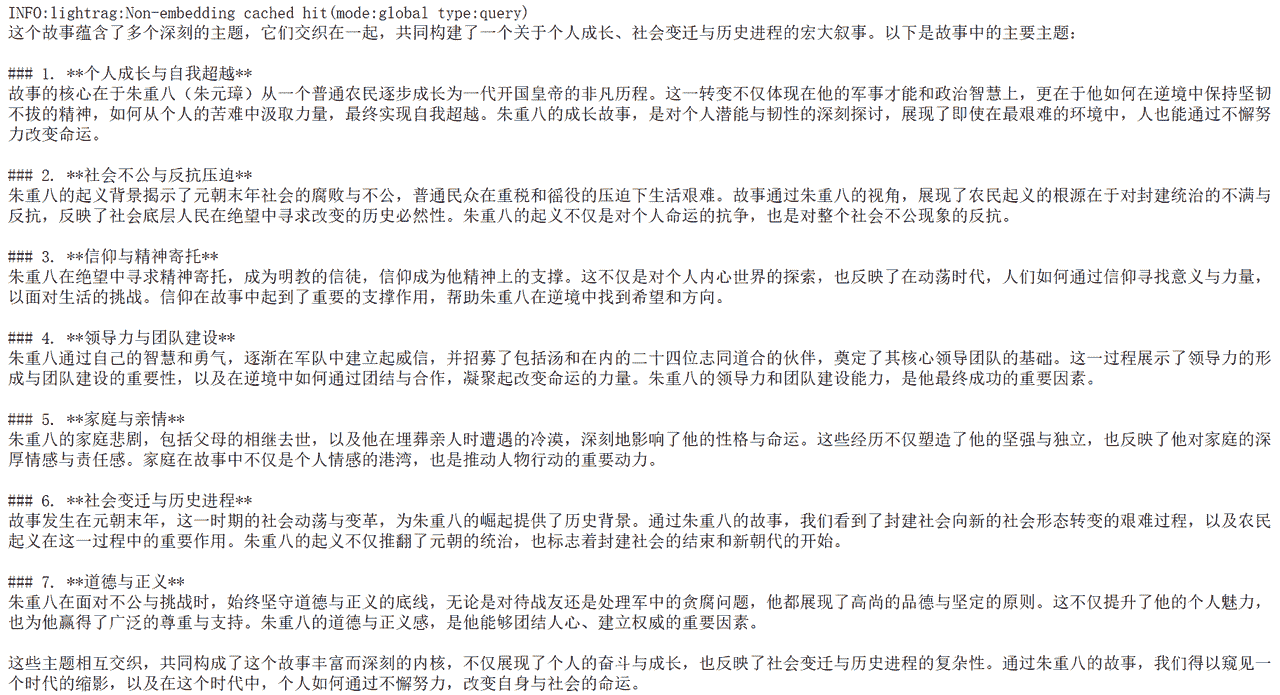 INFO:lightrag:Non-embedding cached hit(mode:global type:query)
这个故事蕴含了多个深刻的主题，它们交织在一起，共同构建了一个关于个人成长、社会变迁与历史进程的宏大叙事。以下是故事中的主要主题：
### 1. **个人成长与自我超越**
故事的核心在于朱重八（朱元璋）从一个普通农民逐步成长为一代开国皇帝的非凡历程。这一转变不仅体现在他的军事才能和政治智慧上，更在于他如何在逆境中保持坚韧
不拔的精神，如何从个人的苦难中汲取力量，最终实现自我超越。朱重八的成长故事，是对个人潜能与韧性的深刻探讨，展现了即使在最艰难的环境中，人也能通过不懈努
力改变命运。
### 2. **社会不公与反抗压迫**
朱重八的起义背景揭示了元朝末年社会的腐败与不公，普通民众在重税和徭役的压迫下生活艰难。故事通过朱重八的视角，展现了农民起义的根源在于对封建统治的不满与
反抗，反映了社会底层人民在绝望中寻求改变的历史必然性。朱重八的起义不仅是对个人命运的抗争，也是对整个社会不公现象的反抗。
### 3. **信仰与精神寄托**
朱重八在绝望中寻求精神寄托，成为明教的信徒，信仰成为他精神上的支撑。这不仅是对个人内心世界的探索，也反映了在动荡时代，人们如何通过信仰寻找意义与力量，
以面对生活的挑战。信仰在故事中起到了重要的支撑作用，帮助朱重八在逆境中找到希望和方向。
### 4. **领导力与团队建设**
朱重八通过自己的智慧和勇气，逐渐在军队中建立起威信，并招募了包括汤和在内的二十四位志同道合的伙伴，奠定了其核心领导团队的基础。这一过程展示了领导力的形
成与团队建设的重要性，以及在逆境中如何通过团结与合作，凝聚起改变命运的力量。朱重八的领导力和团队建设能力，是他最终成功的重要因素。
### 5. **家庭与亲情**
朱重八的家庭悲剧，包括父母的相继去世，以及他在埋葬亲人时遭遇的冷漠，深刻地影响了他的性格与命运。这些经历不仅塑造了他的坚强与独立，也反映了他对家庭的深
厚情感与责任感。家庭在故事中不仅是个人情感的港湾，也是推动人物行动的重要动力。
### 6. **社会变迁与历史进程**
故事发生在元朝末年，这一时期的社会动荡与变革，为朱重八的崛起提供了历史背景。通过朱重八的故事，我们看到了封建社会向新的社会形态转变的艰难过程，以及农民
起义在这一过程中的重要作用。朱重八的起义不仅推翻了元朝的统治，也标志着封建社会的结束和新朝代的开始。
### 7. **道德与正义**
朱重八在面对不公与挑战时，始终坚守道德与正义的底线，无论是对待战友还是处理军中的贪腐问题，他都展现了高尚的品德与坚定的原则。这不仅提升了他的个人魅力，
也为他赢得了广泛的尊重与支持。朱重八的道德与正义感，是他能够团结人心、建立权威的重要因素。
这些主题相互交织，共同构成了这个故事丰富而深刻的内核，不仅展现了个人的奋斗与成长，也反映了社会变迁与历史进程的复杂性。通过朱重八的故事，我们得以窥见一
个时代的缩影，以及在这个时代中，个人如何通过不懈努力，改变自身与社会的命运。